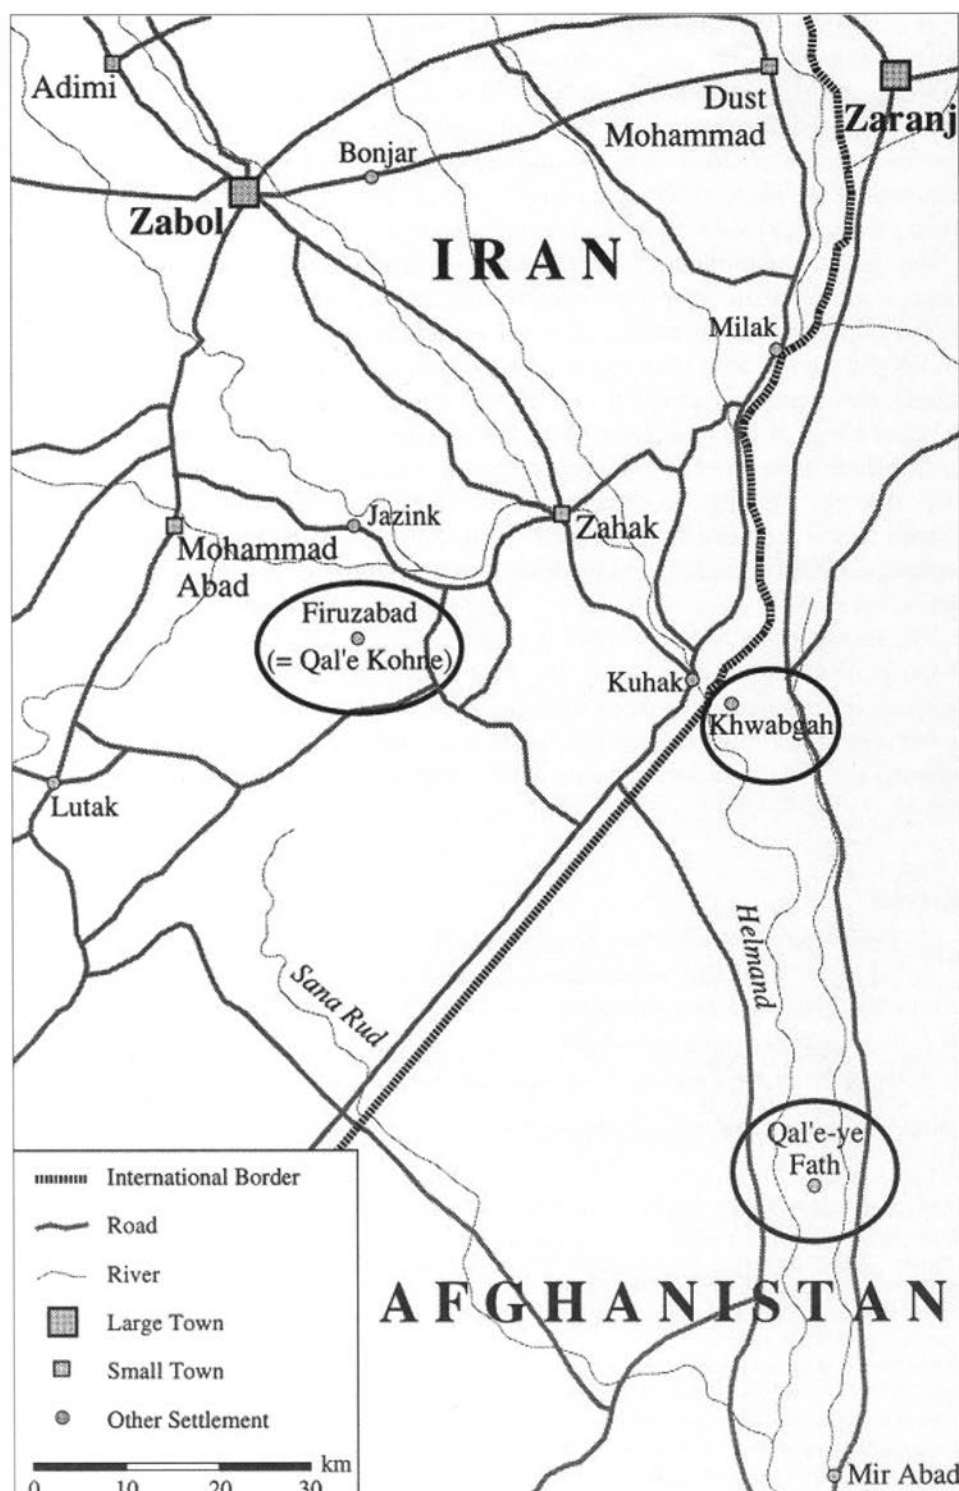 Adimi
Bonjar
Dust
Mohammad
Zaranj
Zabol
IRAN
Milak
Jazink
Zahak
Mohammad
Abad
Firuzabad
(= Qal'e Kohne)
Kuhak
Khwabgah
Lutak
Helmand
Sana Rud
Qal'e-ye
Fath
AFGHANISTAN
Mir Abad
International Border
Road
River
Large Town
Small Town
Other Settlement
km
0 10 20 30